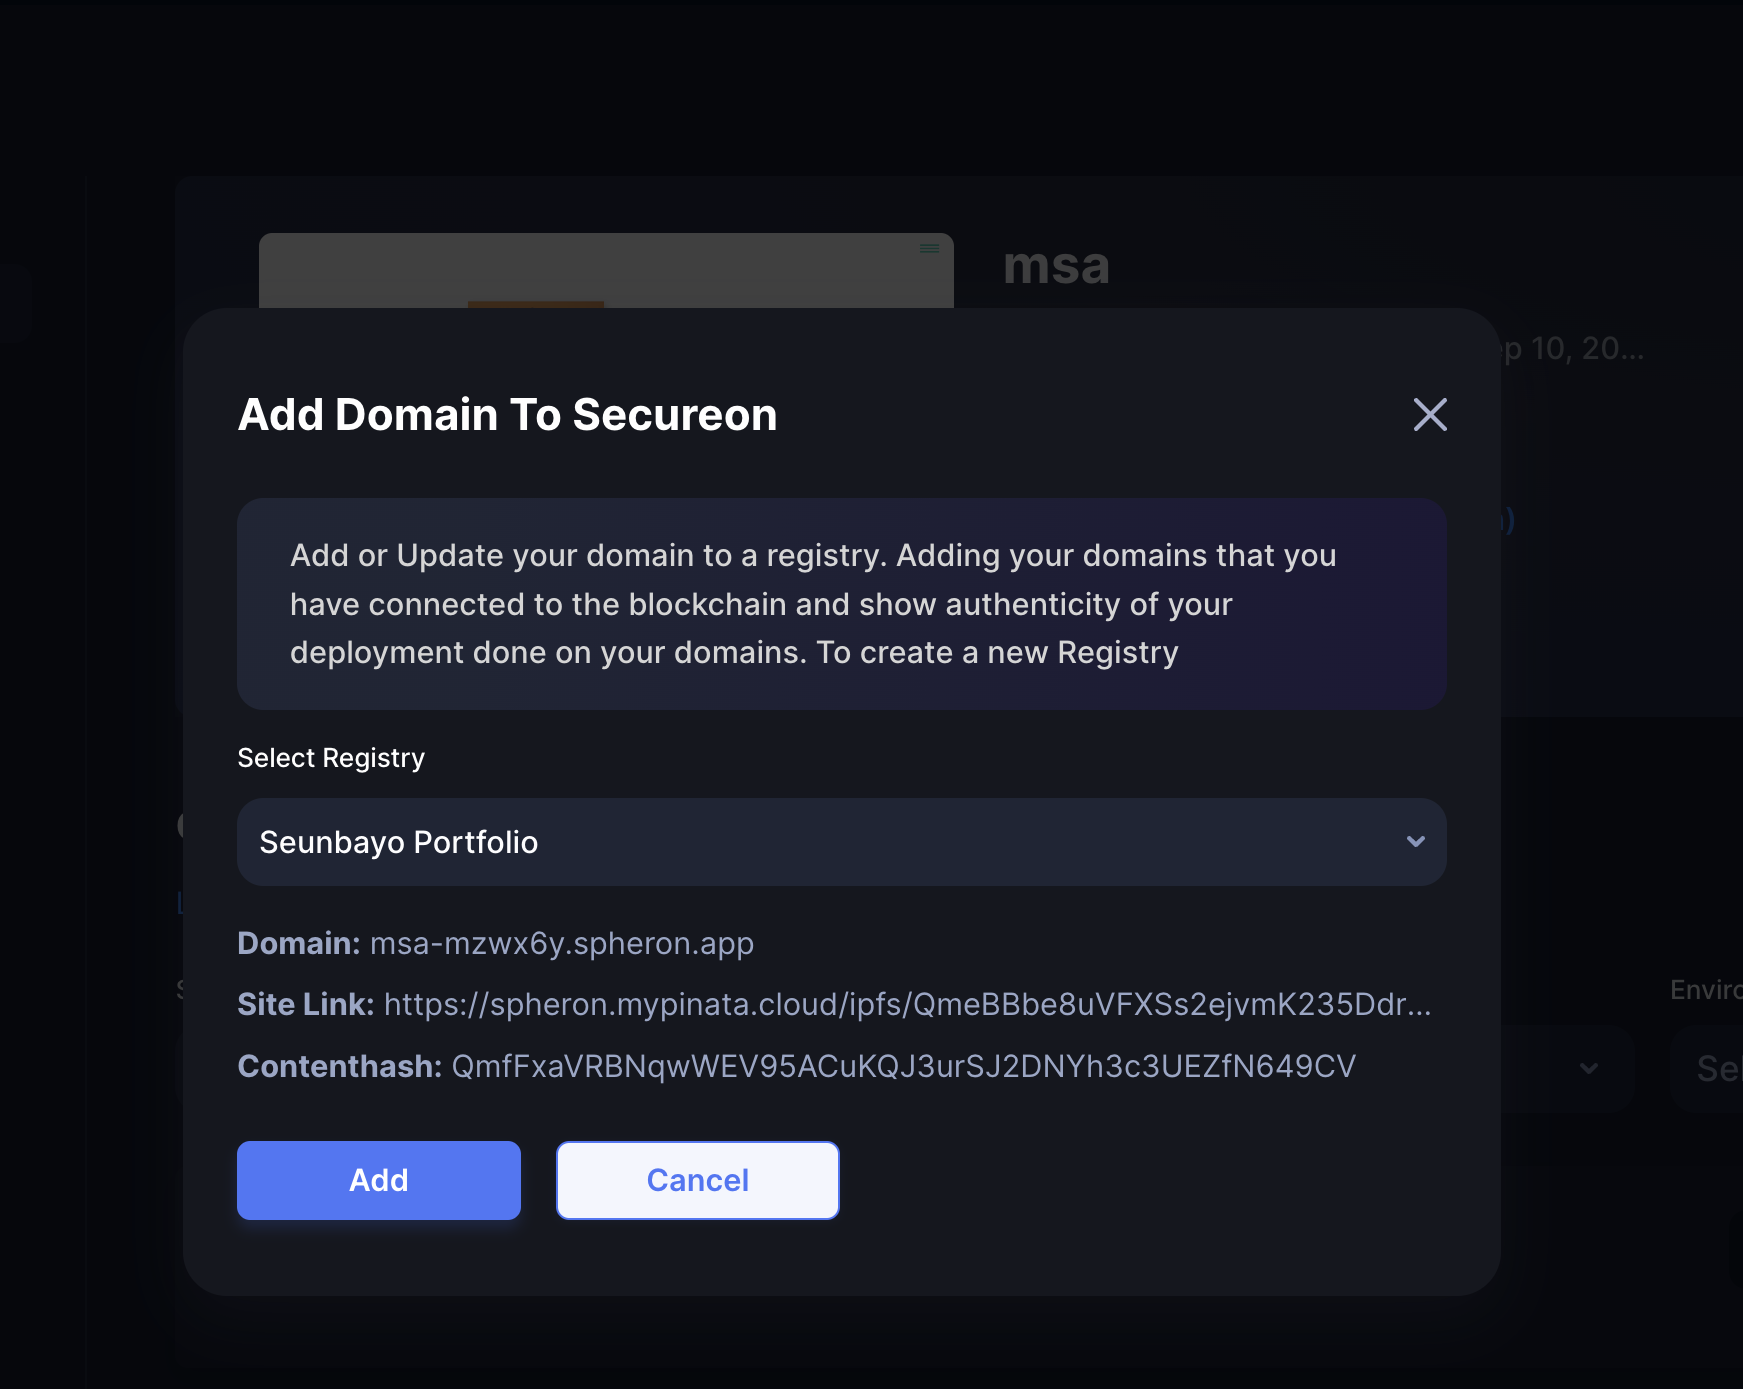 msa
ep 10, 20...
Add Domain To Secureon
Add or Update your domain to a registry. Adding your domains that you
have connected to the blockchain and show authenticity of your
deployment done on your domains. To create a new Registry
Select Registry
Seunbayo Portfolio
Domain: msa-mzwx6y.spheron.app
Site Link: https://spheron.mypinata.cloud/ipfs/QmeBBbe8uVFXSs2ejvmK235Ddr...
Enviro
Contenthash: QmfFxaVRBNqwWEV95ACuKQJ3urSJ2DNYh3c3UEZfN649CV
Sel
Add
Cancel